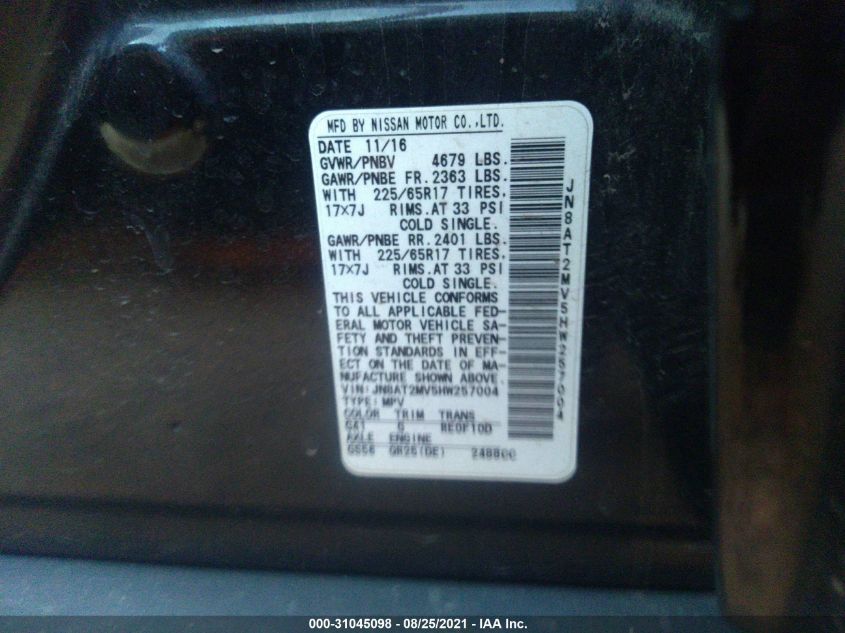 MFD BY NISSAN MOTOR CO.,LTD.
DATE 11/16
GVWR/PNBV 4679 LBS.
GAWR/PNBE FR. 2363 LBS.
WITH 225/65R17 TIRES.
17×7J RIMS. AT 33 PSI
COLD SINGLE.
GAWR/PNBE RR. 2401 LBS.
WITH 225/65R17 TIRES.
17×7J RIMS. AT 33 PSI
COLD SINGLE.
THIS VEHICLE CONFORMS
TO ALL APPLICABLE FED-
ERAL MOTOR VEHICLE SA-
FETY AND THEFT PREVEN-
TION STANDARDS IN EFF-
ECT ON THE DATE OF MA-
NUFACTURE SHOWN ABOVE.
VIN: JN8AT2MV5HW257004
TYPE: MPV
COLOR TRIM TRANS
G41 G RE0F10D
AXLE ENGINE
GS56 QR25(DE) 2488CC
JN8AT2MV5HW257004
000-31045098 - 08/25/2021 - IAA Inc.